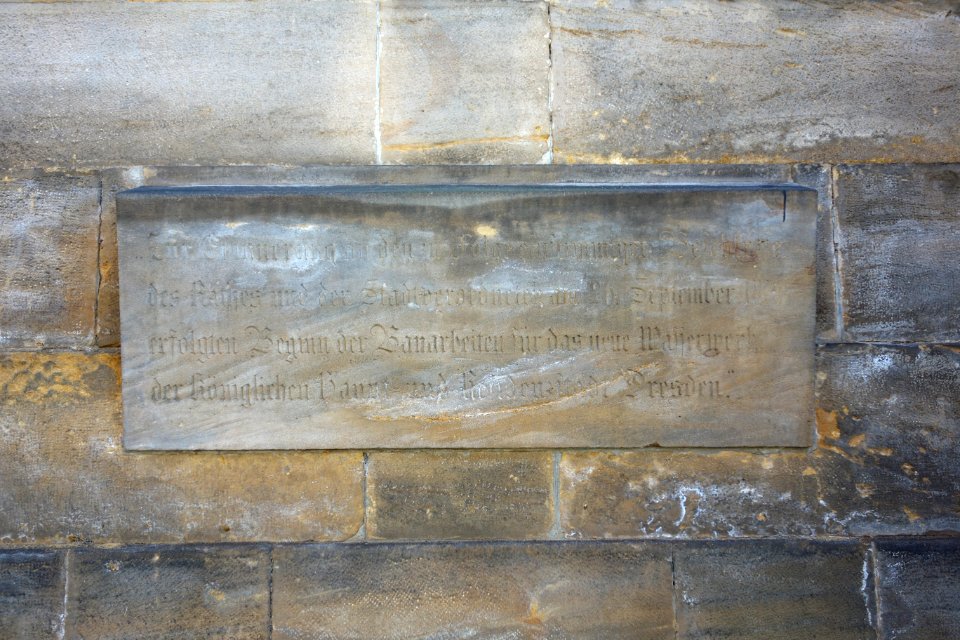 "Zur Erinnerung an den
des Rathes und der Stadtverordneten am September
erfolgten Beginn der Bauarbeiten für das neue Wasserwerk
der Königlichen Haupt- und Residenzstadt Dresden."